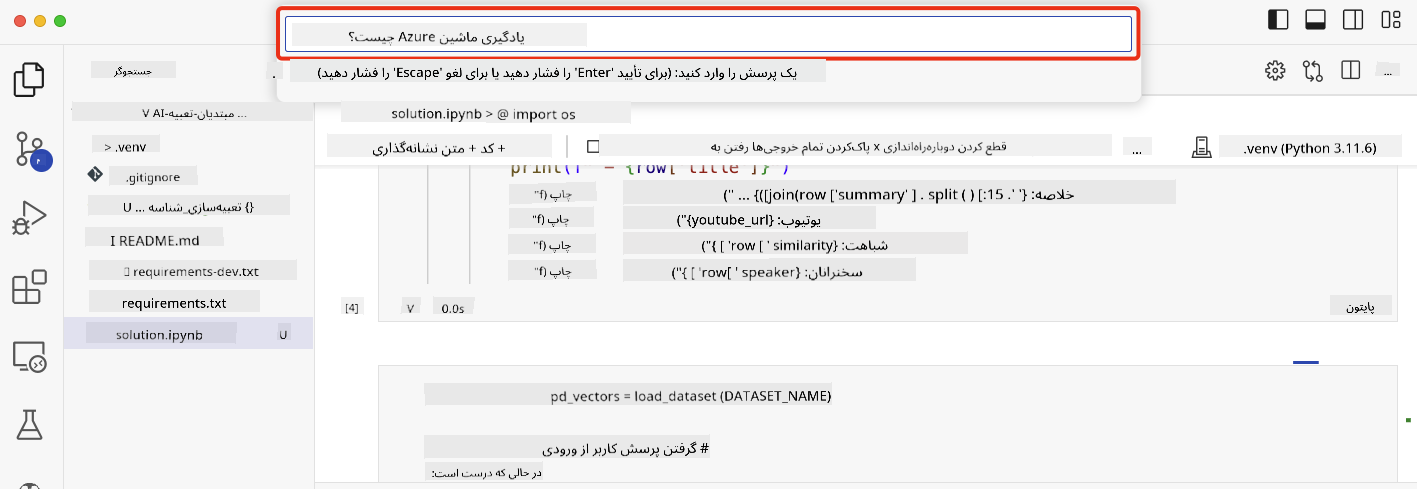 یادگیری ماشین Azure چیست؟
یک پرسش را وارد کنید: (برای تأیید 'Enter' را فشار دهید یا برای لغو 'Escape' را فشار دهید)
جستجوگر
...
V AI-مبتدیان-تعبیه ...
> .venv
.gitignore
{} تعبیه‌سازی_شناسه ... U
I README.md
requirements-dev.txt
requirements.txt
solution.ipynb U
solution.ipynb > @ import os
+ کد + متن نشانه‌گذاری
قطع کردن دوباره‌راه‌اندازی x پاک‌کردن تمام خروجی‌ها رفتن به
...
.venv (Python 3.11.6)
چاپ (f"
خلاصه: {' '. join(row ['summary' ] . split ( ) [:15])} ... ")
چاپ (f"
یوتیوب: {youtube_url}")
چاپ (f"
شباهت: {row [ ' similarity' ] }")
چاپ (f"
سخنرانان: {row[ ' speaker' ] }")
[4]
V 0.0s
پایتون
pd_vectors = load_dataset (DATASET_NAME)
# گرفتن پرسش کاربر از ورودی
در حالی که درست است: